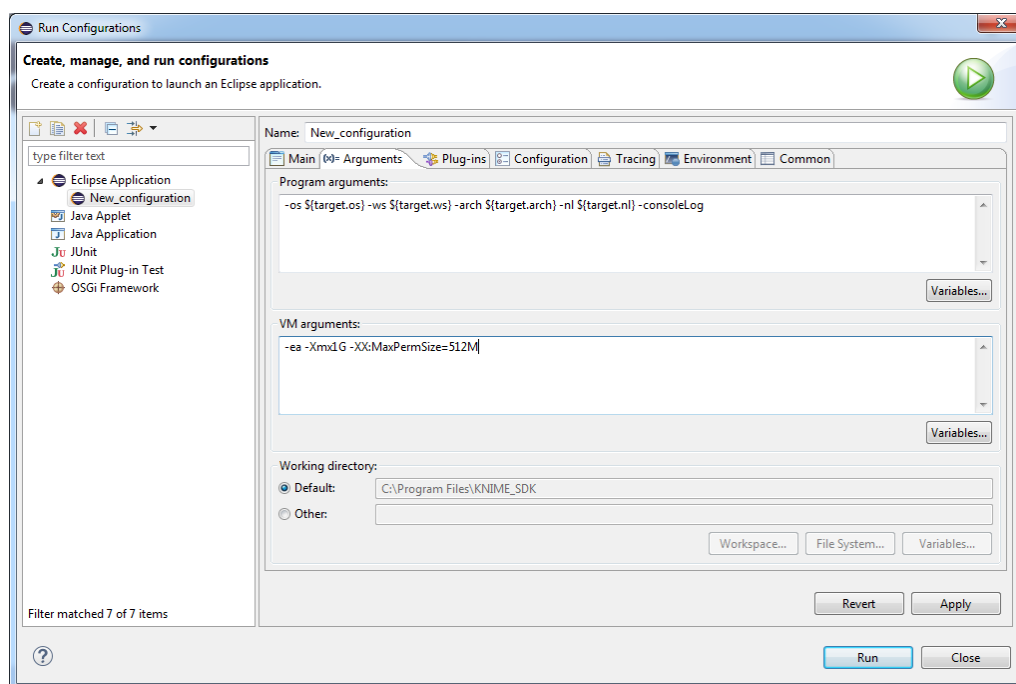 Run Configurations
X
Create, manage, and run configurations
Create a configuration to launch an Eclipse application.
type filter text
Eclipse Application
New_configuration
Java Applet
Java Application
JU JUnit
JU JUnit Plug-in Test
OSGi Framework
Filter matched 7 of 7 items
Name: New_configuration
Main (x)= Arguments Plug-ins Configuration Tracing Environment Common
Program arguments:
-os ${target.os} -ws ${target.ws} -arch ${target.arch} -nl ${target.nl} -consoleLog
Variables...
VM arguments:
-ea -Xmx1G -XX:MaxPermSize=512M
Variables...
Working directory:
Default: C:\Program Files\KNIME_SDK
Other:
Workspace... File System... Variables...
Revert Apply
? Run Close